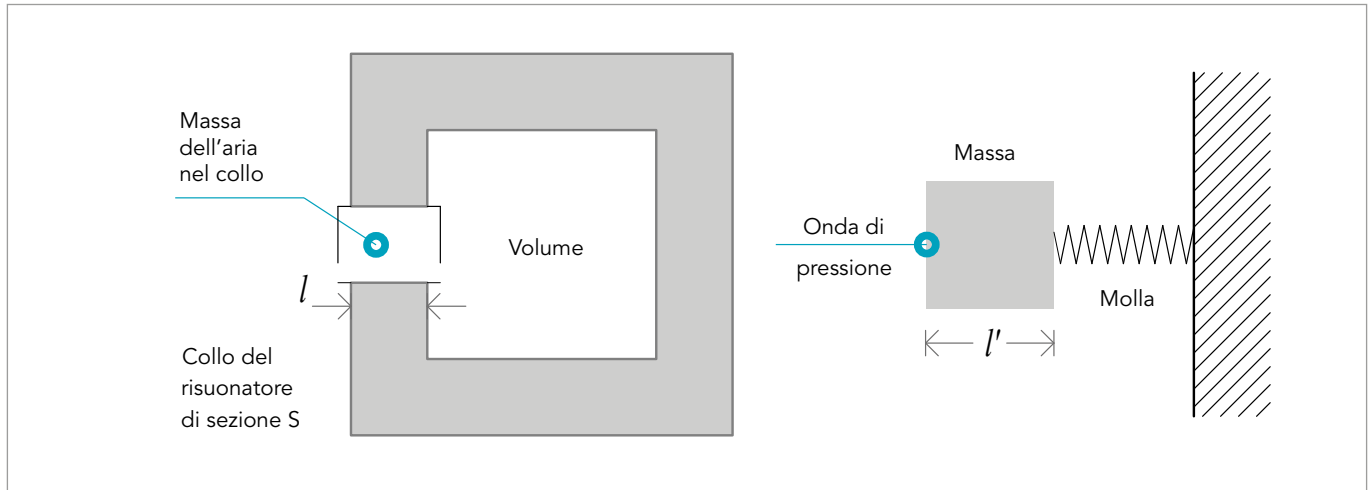 Massa
dell'aria
nel collo
Volume
l
Collo del
risuonatore
di sezione S
Massa
Onda di
pressione
Molla
l'